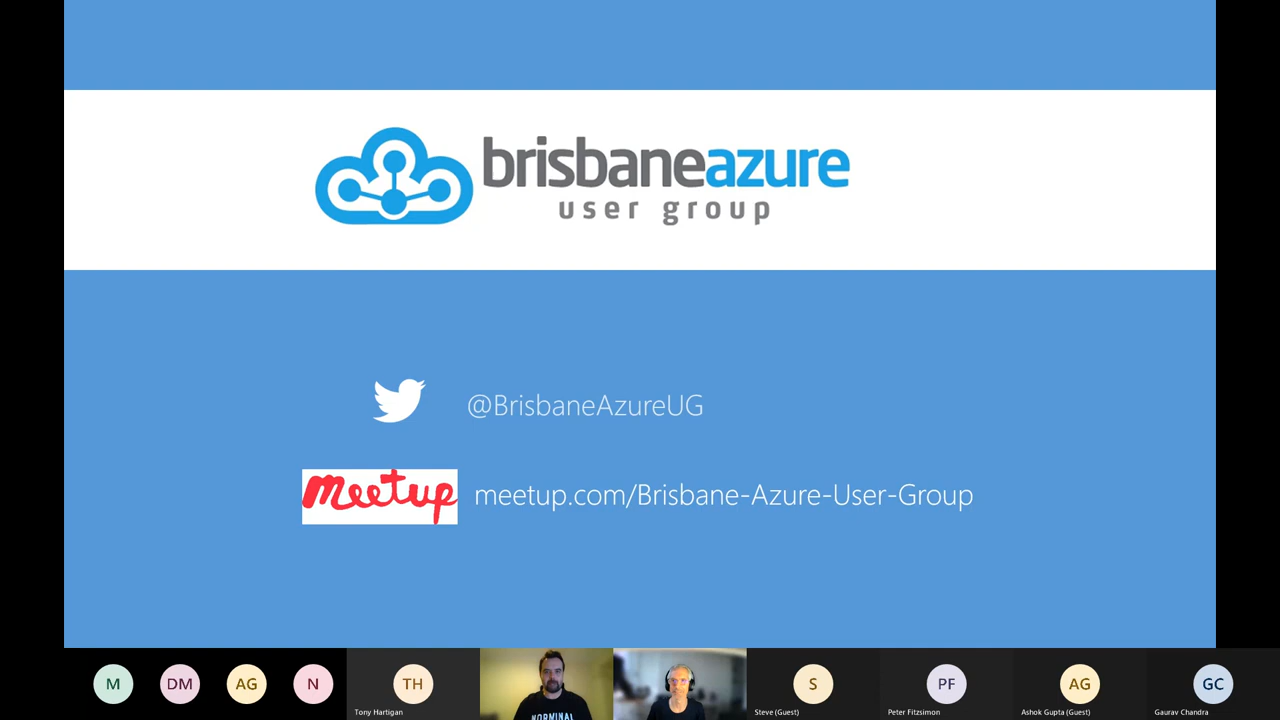 brisbaneazure
user group
@BrisbaneAzureUG
meetup
meetup.com/Brisbane-Azure-User-Group
M
DM
AG
N
TH
Tony Hartigan
NORMINAL
S
Steve (Guest)
PF
Peter Fitzsimon
AG
Ashok Gupta (Guest)
GC
Gaurav Chandra